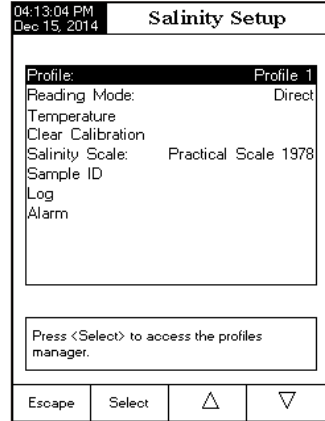 04:13:04 PM
Dec 15, 2014
Salinity Setup
Profile: Profile 1
Reading Mode: Direct
Temperature
Clear Calibration
Salinity Scale: Practical Scale 1978
Sample ID
Log
Alarm
Press <Select> to access the profiles
manager.
Escape Select △ ▽